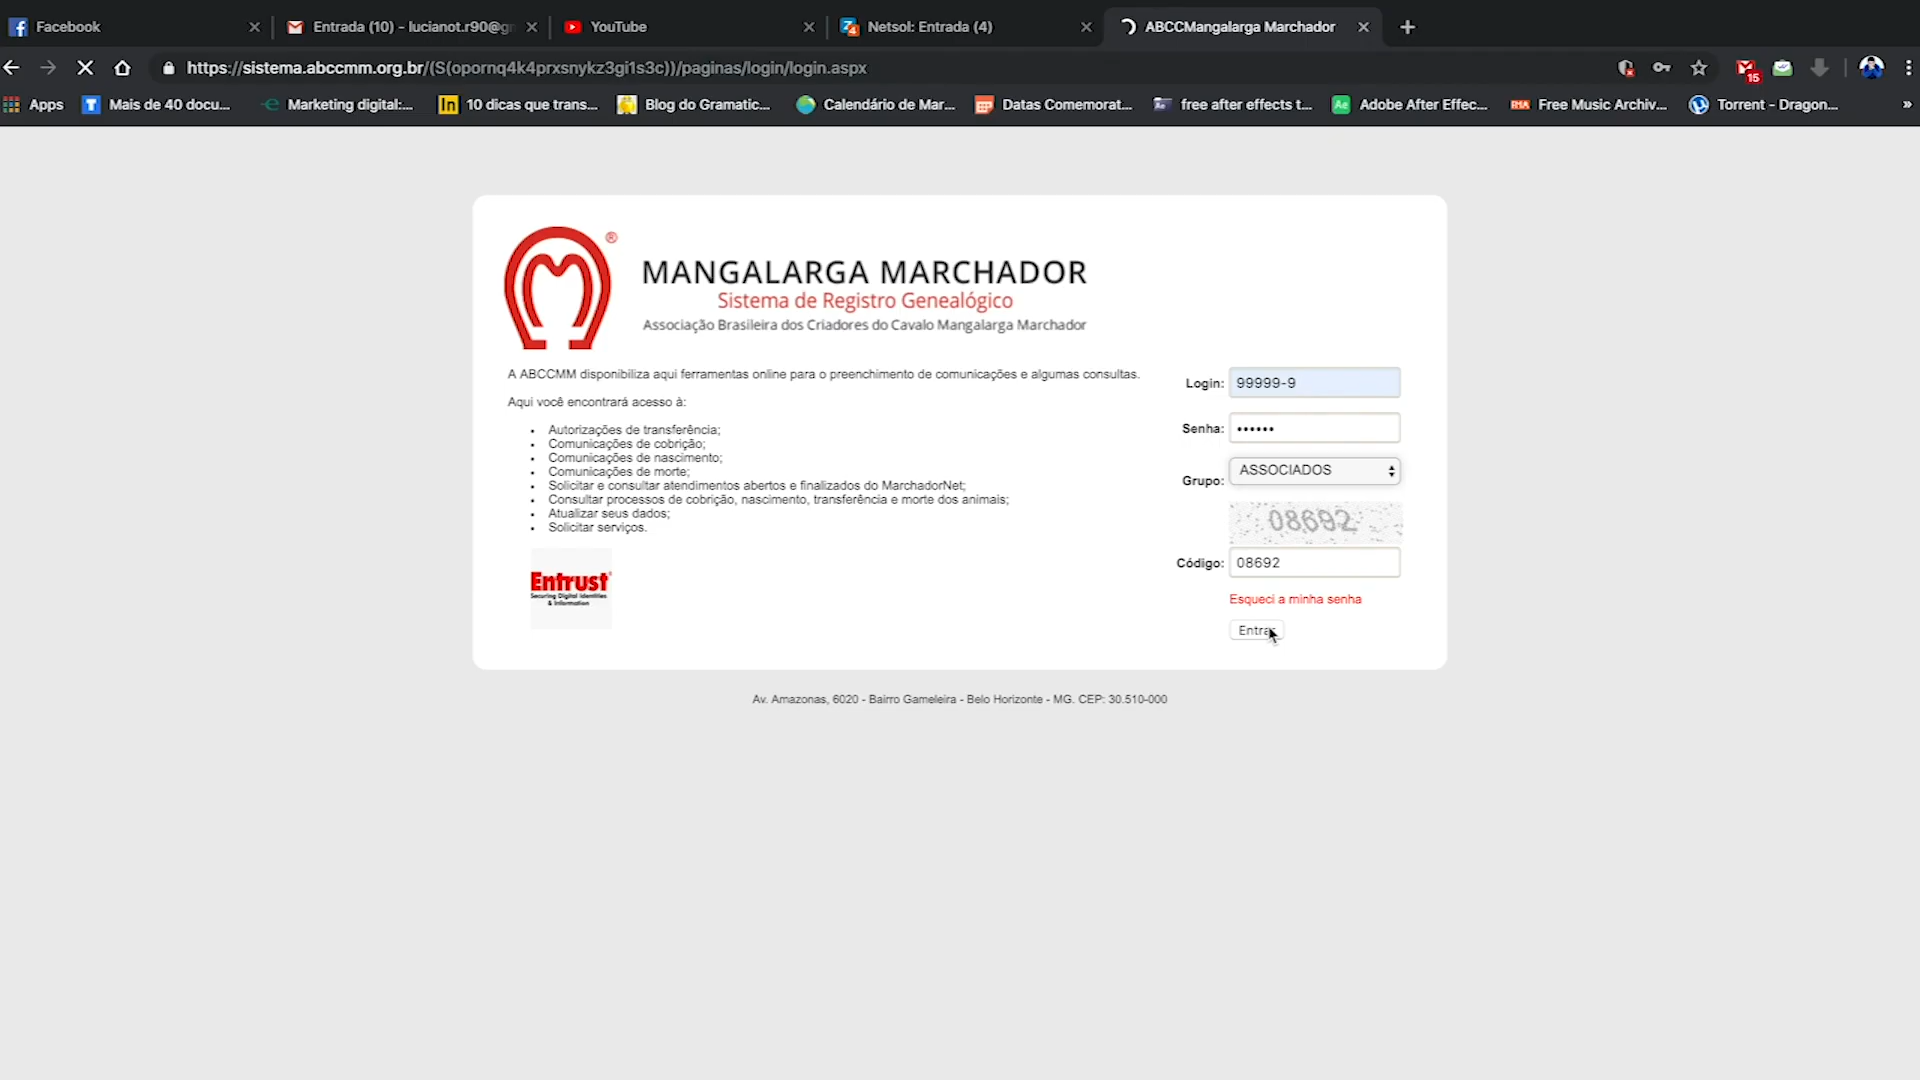 Facebook
Entrada (10) - lucianot.r90@g
YouTube
Netsol: Entrada (4)
ABCCMangalarga Marchador
https://sistema.abccmm.org.br/(S(opornq4k4prxsnykz3gi1s3c))/paginas/login/login.aspx
15
Apps
Mais de 40 docu...
Marketing digital:...
10 dicas que trans...
Blog do Gramatic...
Calendário de Mar...
Datas Comemorat...
free after effects t...
Adobe After Effec...
Free Music Archiv...
Torrent - Dragon...
»
®
MANGALARGA MARCHADOR
Sistema de Registro Genealógico
Associação Brasileira dos Criadores do Cavalo Mangalarga Marchador
A ABCCMM disponibiliza aqui ferramentas online para o preenchimento de comunicações e algumas consultas.
Aqui você encontrará acesso à:
• Autorizações de transferência;
• Comunicações de cobrição;
• Comunicações de nascimento;
• Comunicações de morte;
• Solicitar e consultar atendimentos abertos e finalizados do MarchadorNet;
• Consultar processos de cobrição, nascimento, transferência e morte dos animais;
• Atualizar seus dados;
• Solicitar serviços.
Entrust
Securing Digital Identities
& Information
Login: 99999-9
Senha: ••••••
Grupo: ASSOCIADOS
08692
Código: 08692
Esqueci a minha senha
Entrar
Av. Amazonas, 6020 - Bairro Gameleira - Belo Horizonte - MG. CEP: 30.510-000